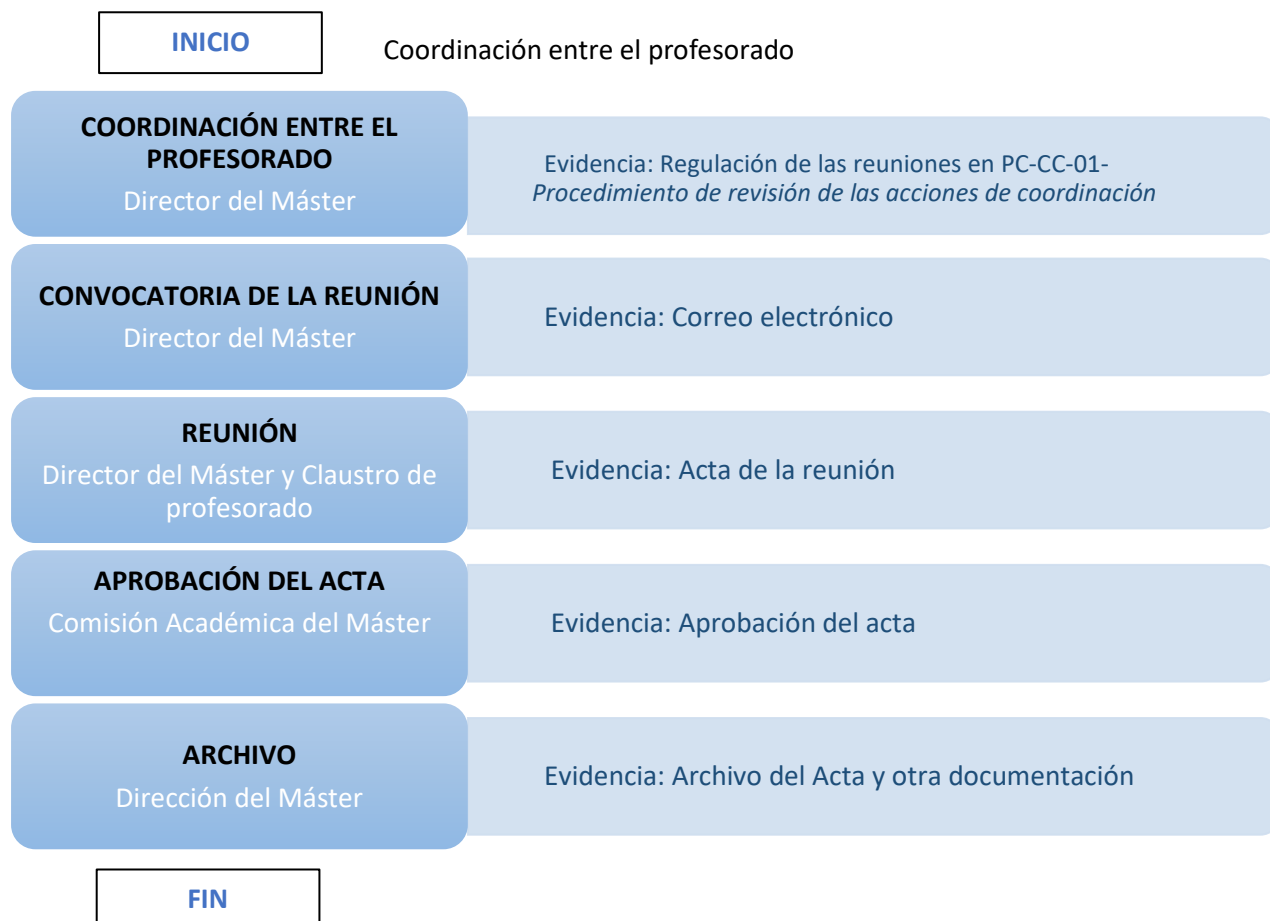 INICIO
Coordinación entre el profesorado
COORDINACIÓN ENTRE EL
PROFESORADO
Director del Máster
Evidencia: Regulación de las reuniones en PC-CC-01-
Procedimiento de revisión de las acciones de coordinación
CONVOCATORIA DE LA REUNIÓN
Director del Máster
Evidencia: Correo electrónico
REUNIÓN
Director del Máster y Claustro de
profesorado
Evidencia: Acta de la reunión
APROBACIÓN DEL ACTA
Comisión Académica del Máster
Evidencia: Aprobación del acta
ARCHIVO
Dirección del Máster
Evidencia: Archivo del Acta y otra documentación
FIN